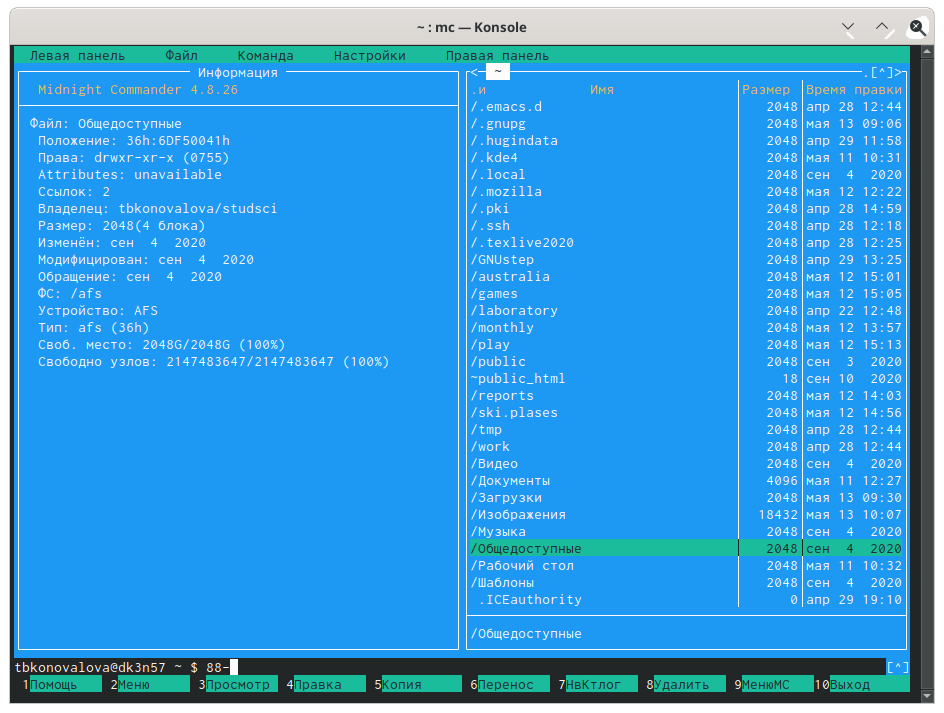 ~ : mc — Konsole
Левая панель Файл Команда Настройки Правая панель
Информация
Midnight Commander 4.8.26
Файл: Общедоступные
Положение: 36h:6DF50041h
Права: drwxr-xr-x (0755)
Attributes: unavailable
Ссылок: 2
Владелец: tbkonovalova/studsci
Размер: 2048(4 блока)
Изменён: сен 4 2020
Модифицирован: сен 4 2020
Обращение: сен 4 2020
ФС: /afs
Устройство: AFS
Тип: afs (36h)
Своб. место: 2048G/2048G (100%)
Свободно узлов: 2147483647/2147483647 (100%)
<─ ~ .[^]>
.и Имя Размер Время правки
/.emacs.d 2048 апр 28 12:44
/.gnupg 2048 мая 13 09:06
/.hugindata 2048 апр 29 11:58
/.kde4 2048 мая 11 10:31
/.local 2048 сен 4 2020
/.mozilla 2048 мая 12 12:22
/.pki 2048 апр 28 14:59
/.ssh 2048 апр 28 12:18
/.texlive2020 2048 апр 28 12:25
/GNUstep 2048 апр 29 13:25
/australia 2048 мая 12 15:01
/games 2048 мая 12 15:05
/laboratory 2048 апр 22 12:48
/monthly 2048 мая 12 13:57
/play 2048 мая 12 15:13
/public 2048 сен 3 2020
~public_html 18 сен 10 2020
/reports 2048 мая 12 14:03
/ski.plases 2048 мая 12 14:56
/tmp 2048 апр 28 12:44
/work 2048 апр 28 12:44
/Видео 2048 сен 4 2020
/Документы 4096 мая 11 12:27
/Загрузки 2048 мая 13 09:30
/Изображения 18432 мая 13 10:07
/Музыка 2048 сен 4 2020
/Общедоступные 2048 сен 4 2020
/Рабочий стол 2048 мая 11 10:32
/Шаблоны 2048 сен 4 2020
.ICEauthority 0 апр 29 19:10
/Общедоступные
tbkonovalova@dk3n57 ~ $ 88- [^]
1Помощь 2Меню 3Просмотр 4Правка 5Копия 6Перенос 7НвКтлог 8Удалить 9МенюMC 10Выход